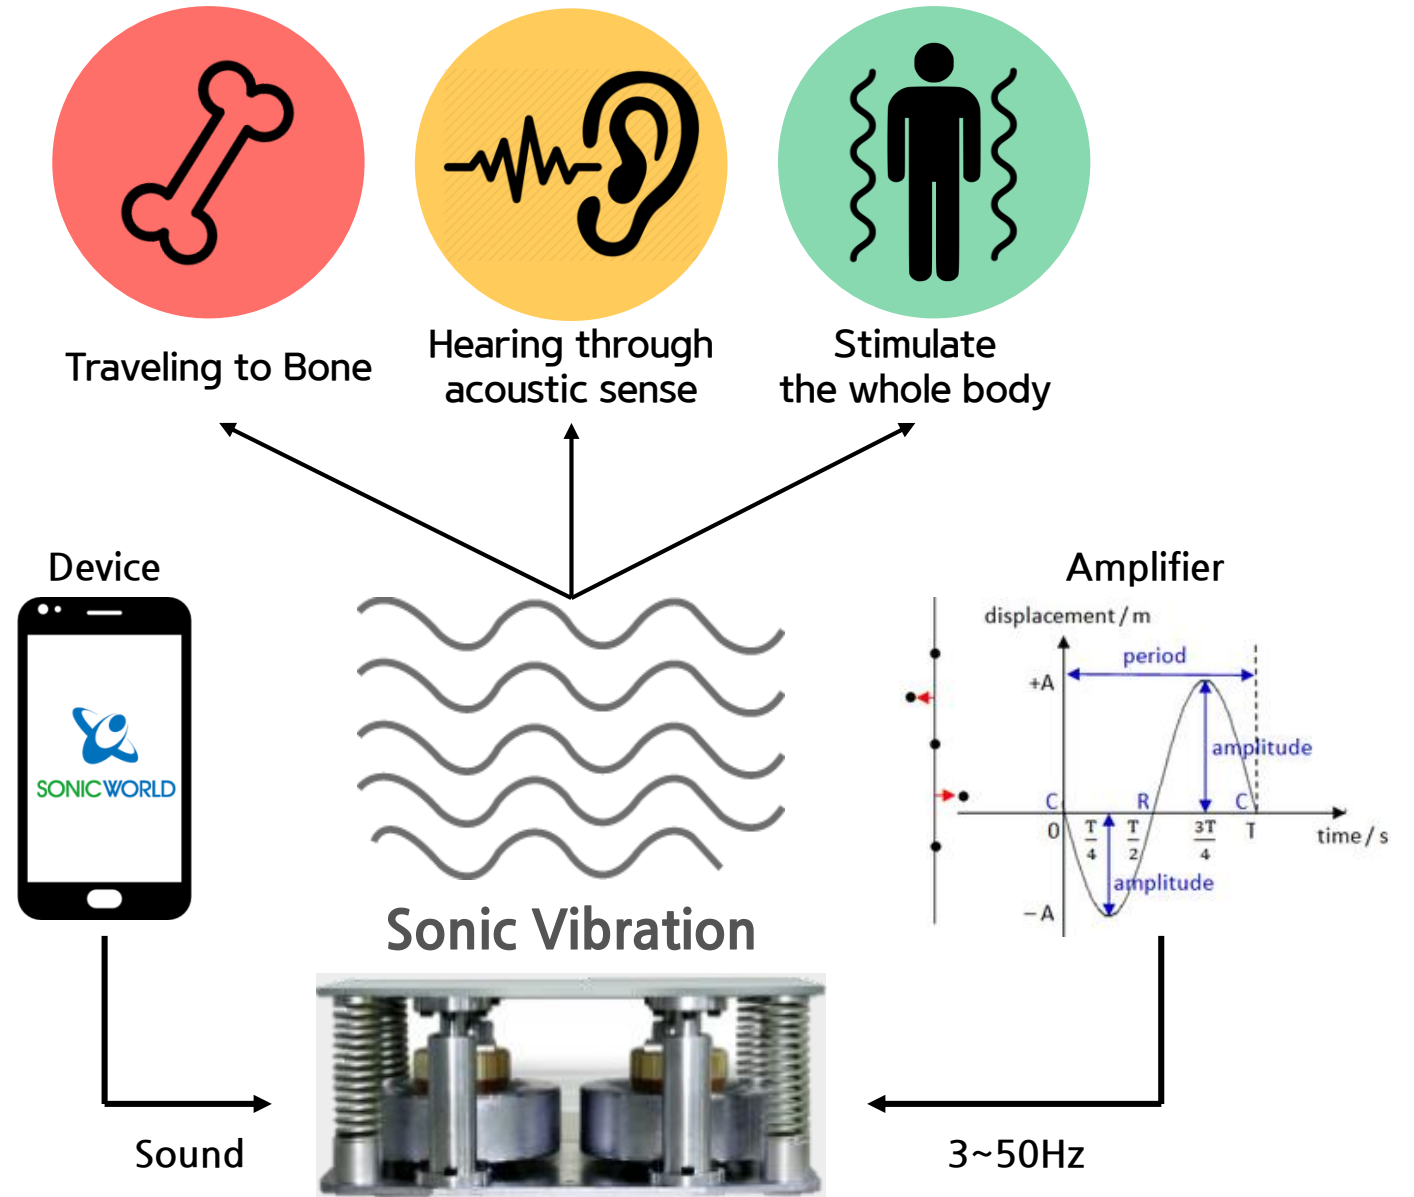 Traveling to Bone
Hearing through
acoustic sense
Stimulate
the whole body
Device
SONICWORLD
Sonic Vibration
Amplifier
displacement / m
period
+A
amplitude
C
R
C
0
T/4
T/2
3T/4
T
time / s
amplitude
−A
Sound
3~50Hz